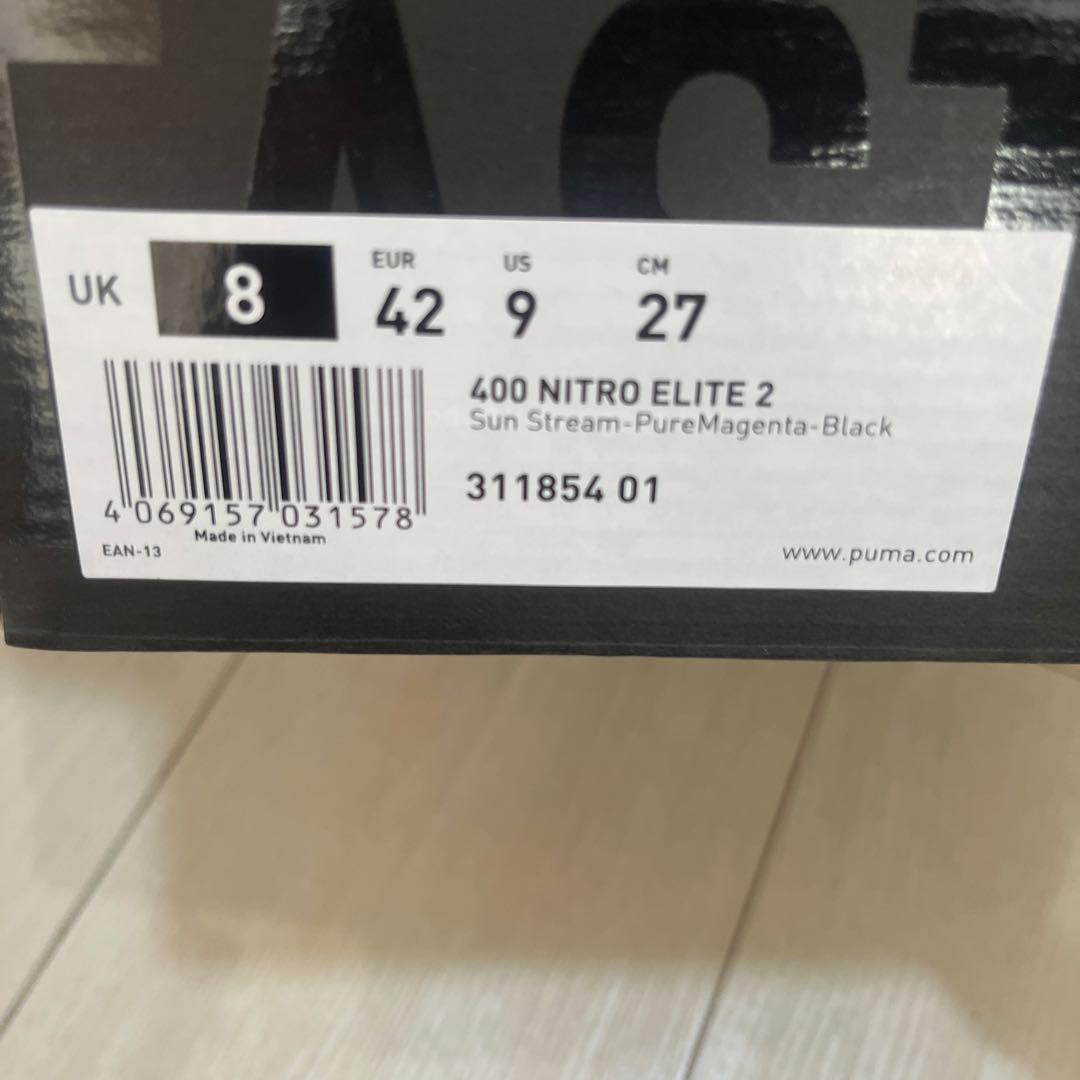 UK 8 EUR 42 US 9 CM 27
400 NITRO ELITE 2
Sun Stream-PureMagenta-Black
311854 01
4 069157 031578
Made in Vietnam
EAN-13
www.puma.com